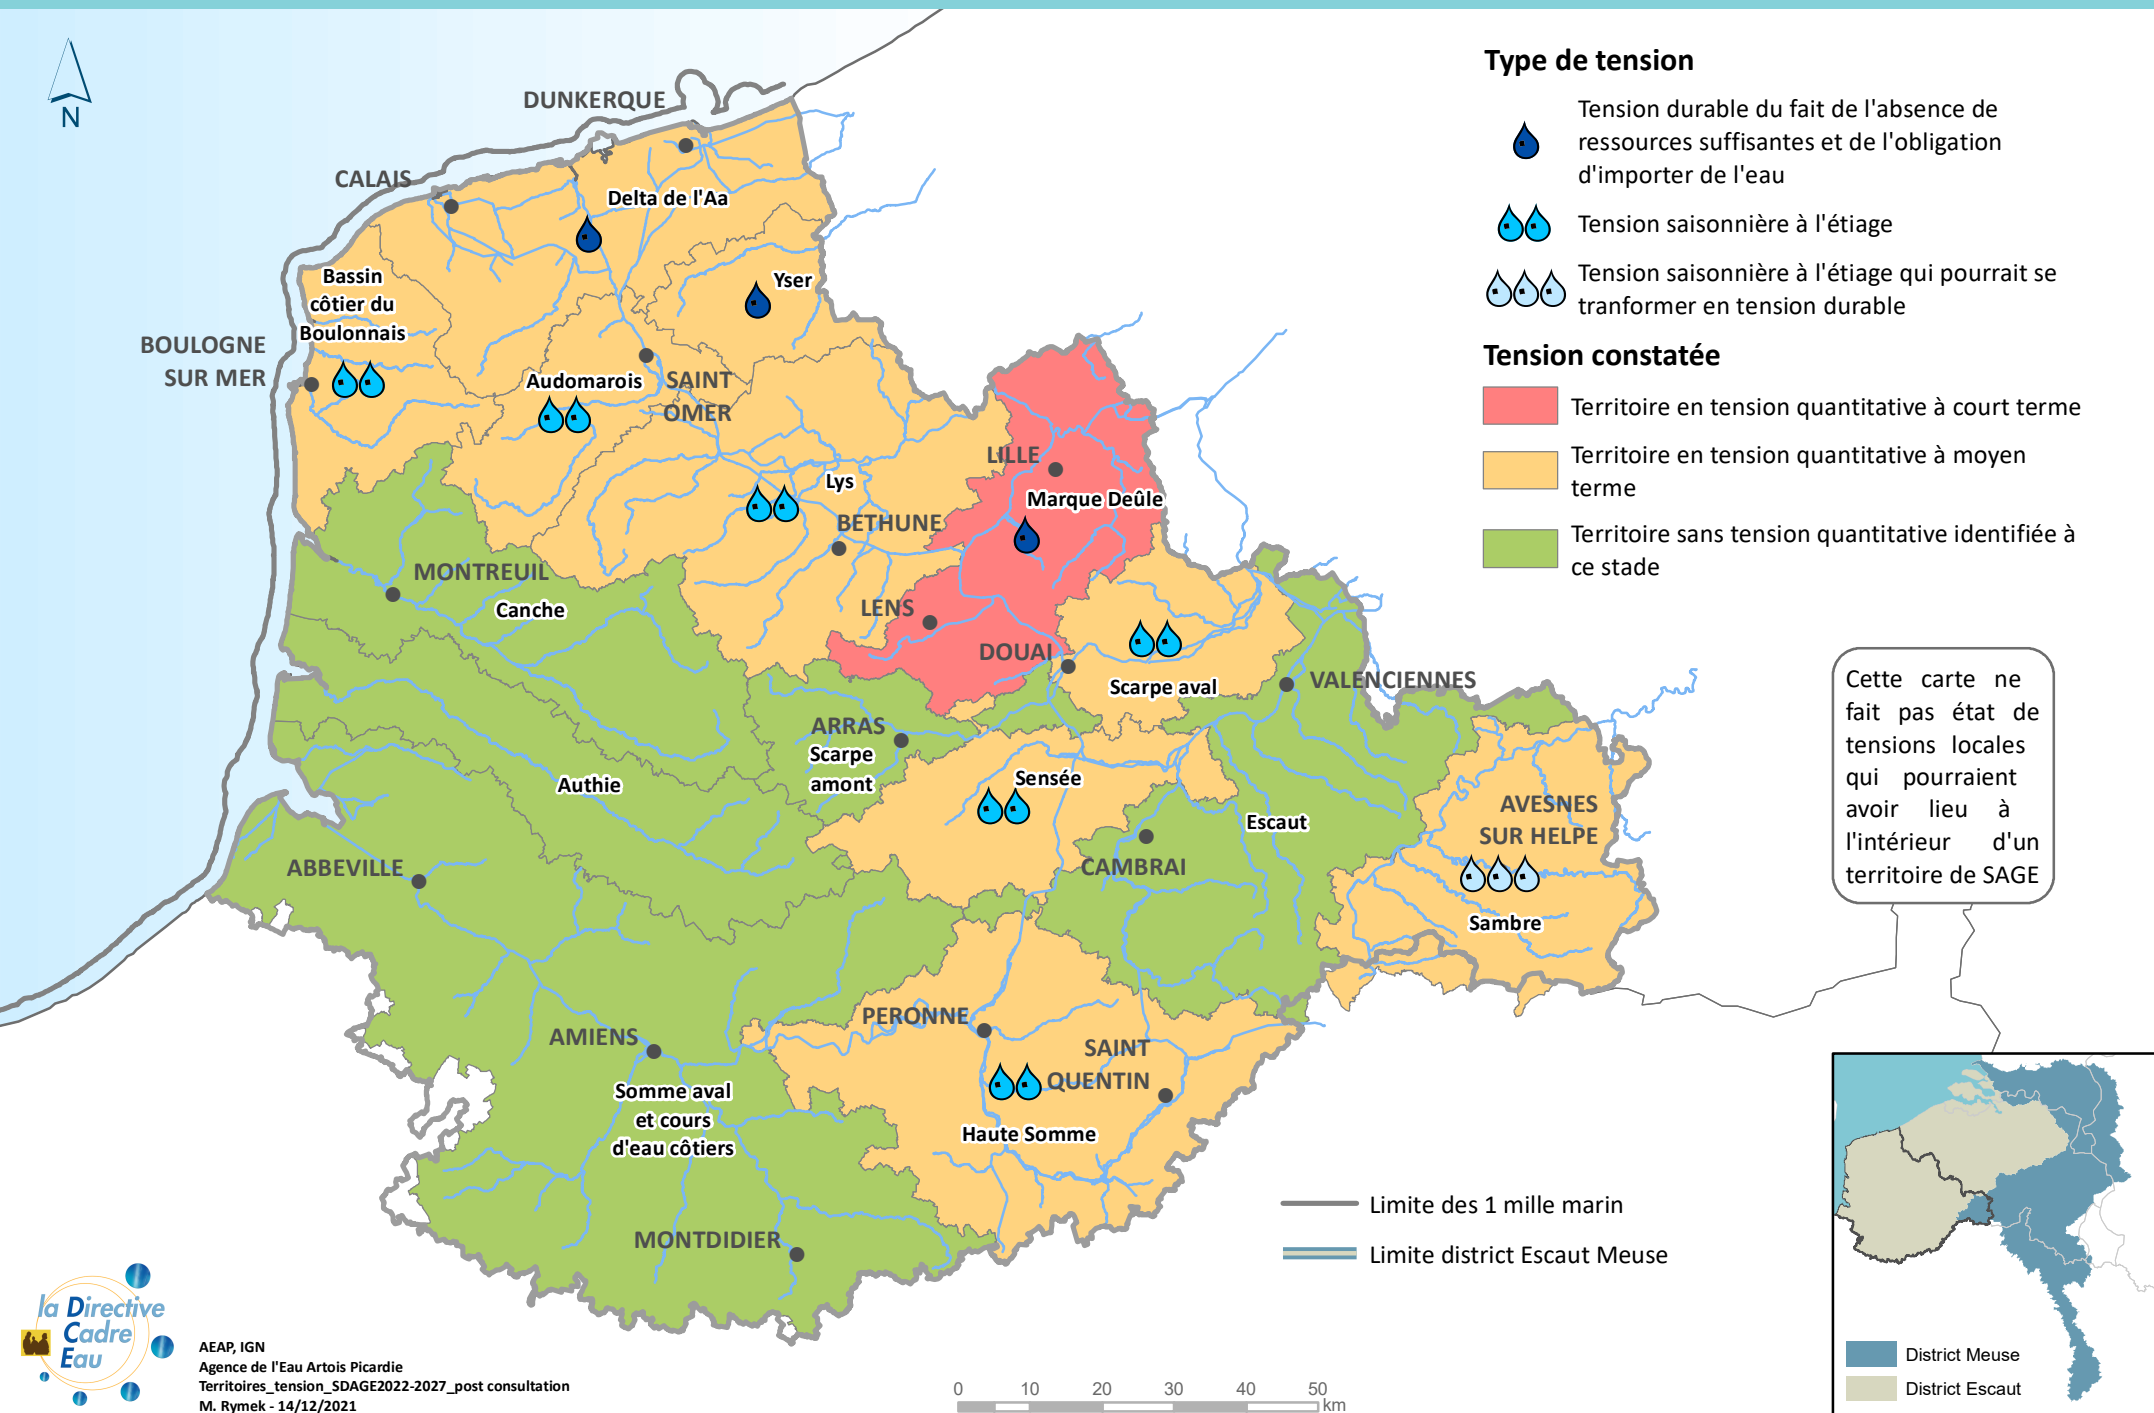 N
DUNKERQUE
CALAIS
Delta de l'Aa
Yser
Bassin
côtier du
Boulonnais
BOULOGNE
SUR MER
Audomarois
SAINT
OMER
LILLE
Marque Deûle
Lys
BETHUNE
MONTREUIL
Canche
LENS
DOUAI
Scarpe aval
VALENCIENNES
ARRAS
Scarpe
amont
Sensée
Authie
Escaut
AVESNES
SUR HELPE
CAMBRAI
ABBEVILLE
Sambre
PERONNE
AMIENS
SAINT
QUENTIN
Somme aval
et cours
d'eau côtiers
Haute Somme
MONTDIDIER
Type de tension
Tension durable du fait de l'absence de
ressources suffisantes et de l'obligation
d'importer de l'eau
Tension saisonnière à l'étiage
Tension saisonnière à l'étiage qui pourrait se
tranformer en tension durable
Tension constatée
Territoire en tension quantitative à court terme
Territoire en tension quantitative à moyen
terme
Territoire sans tension quantitative identifiée à
ce stade
Cette carte ne
fait pas état de
tensions locales
qui pourraient
avoir lieu à
l'intérieur d'un
territoire de SAGE
Limite des 1 mille marin
Limite district Escaut Meuse
District Meuse
District Escaut
la Directive
Cadre
Eau
AEAP, IGN
Agence de l'Eau Artois Picardie
Territoires_tension_SDAGE2022-2027_post consultation
M. Rymek - 14/12/2021
0 10 20 30 40 50
km